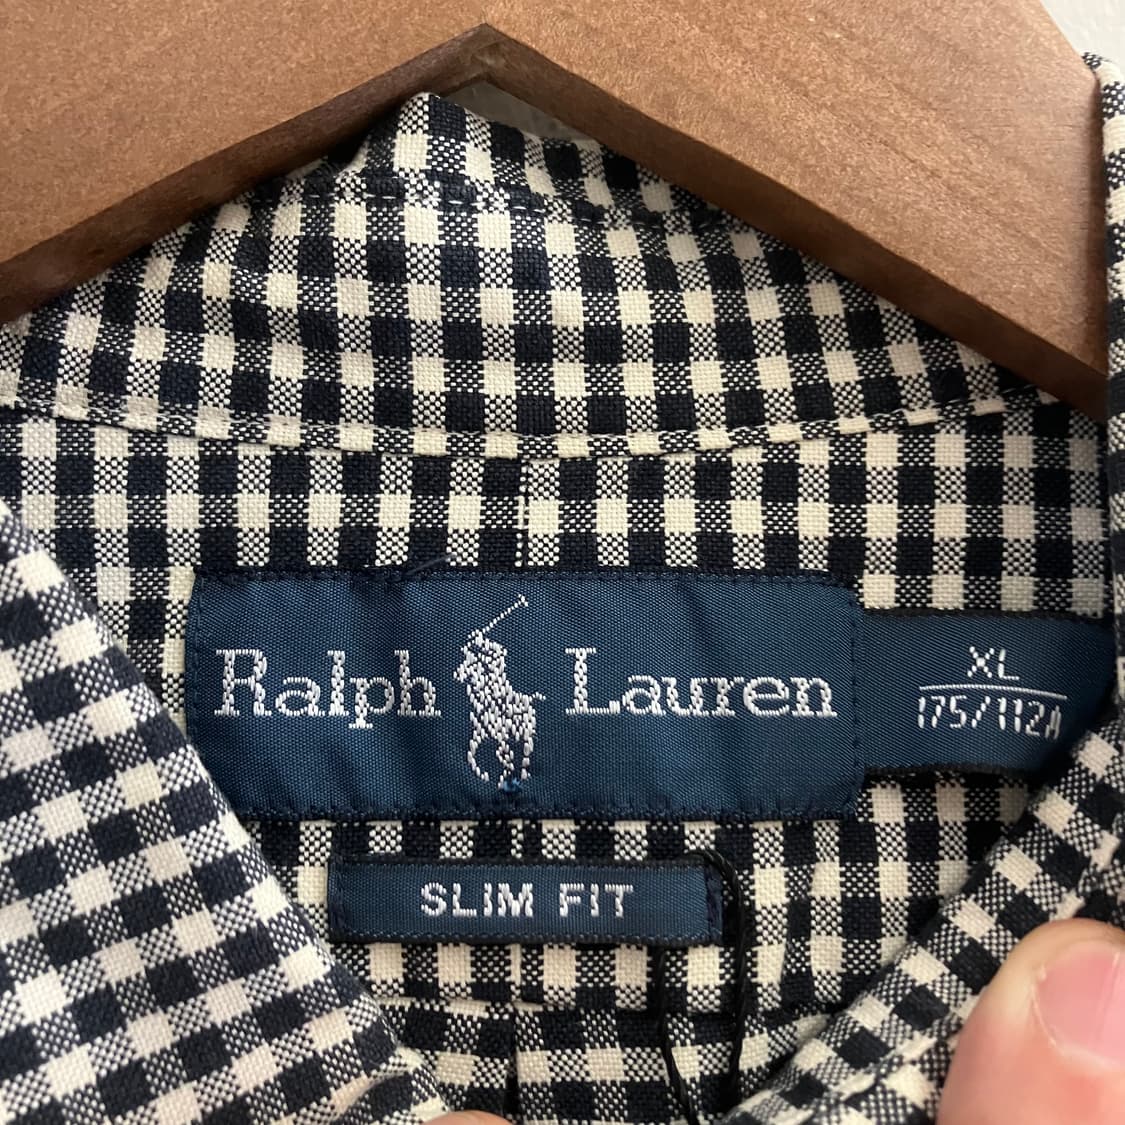 Ralph Lauren
XL
175/112A
SLIM FIT